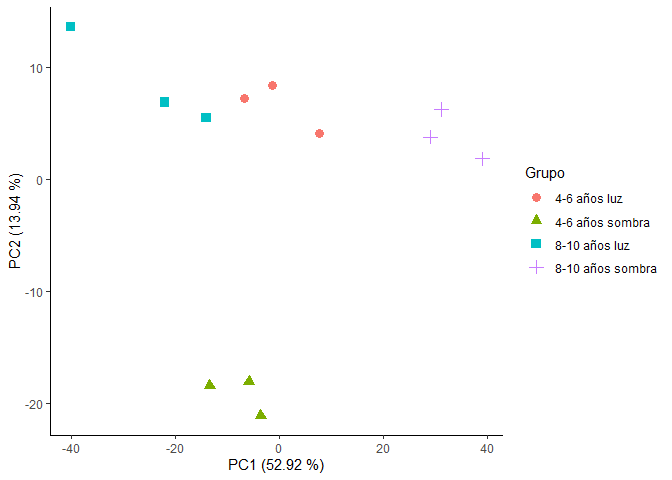 10
0
-10
-20
-40
-20
0
20
40
PC1 (52.92 %)
PC2 (13.94 %)
Grupo
4-6 años luz
4-6 años sombra
8-10 años luz
8-10 años sombra